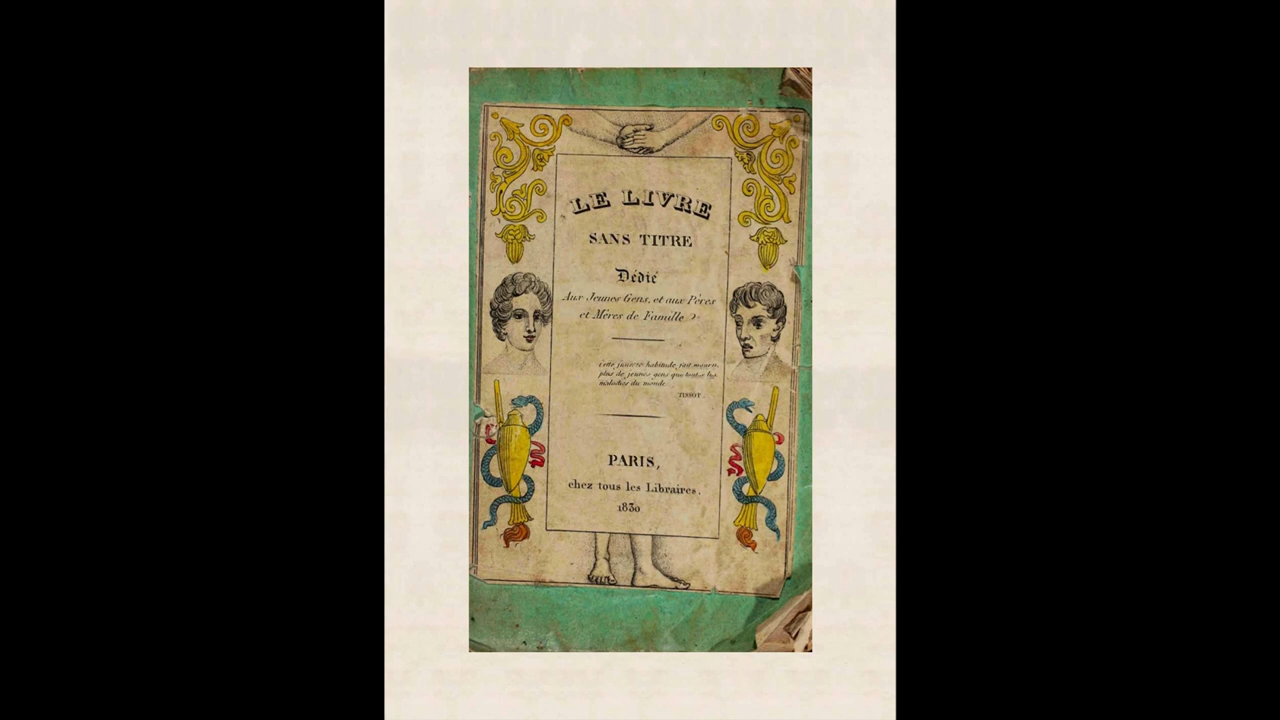 LE LIVRE
SANS TITRE
Dédié
Aux Jeunes Gens, et aux Pères
et Mères de Famille
Cette funeste habitude fait mourir
plus de jeunes gens que toutes les
maladies du monde
TISSOT.
PARIS,
chez tous les Libraires.
1830